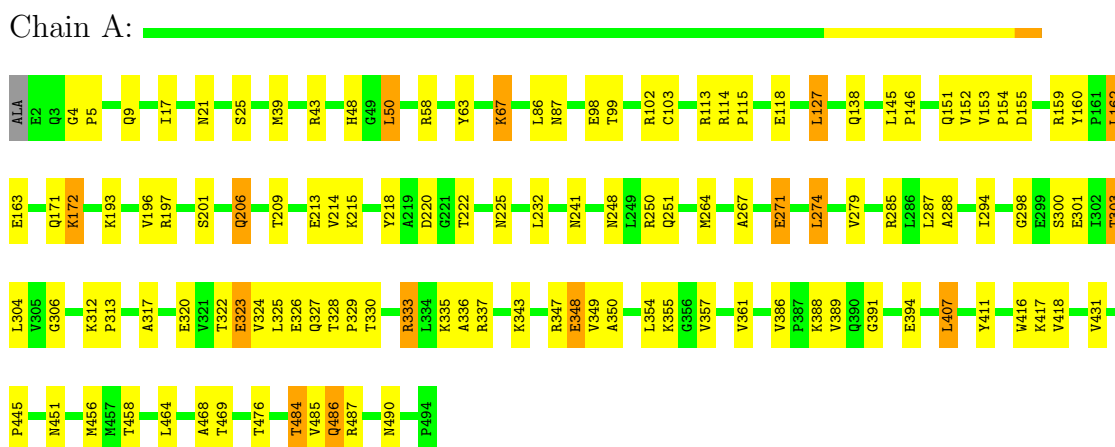 Chain A:
ALA E2 Q3 G4 P5 Q9 I17 N21 S25 M39 R43 H48 G49 L50 R58 Y63 K67 L86 N87 E98 T99 R102 C103 R113 R114 P115 E118 L127 Q138 L145 P146 Q151 V152 V153 P154 D155 R159 Y160 P161 L162
E163 Q171 K172 K193 V196 R197 S201 Q206 T209 E213 V214 K215 Y218 A219 D220 G221 T222 N225 L232 N241 N248 L249 R250 Q251 M264 A267 E271 L274 V279 R285 L286 L287 A288 I294 G298 E299 S300 E301 I302 T303
L304 V305 G306 K312 P313 A317 E320 V321 T322 E323 V324 L325 E326 Q327 T328 P329 T330 R333 L334 K335 A336 R337 K343 R347 E348 V349 A350 L354 K355 G356 V357 V361 V386 P387 K388 V389 Q390 G391 E394 L407 Y411 W416 K417 V418 V431
P445 N451 M456 M457 T458 L464 A468 T469 T476 T484 V485 Q486 R487 N490 P494